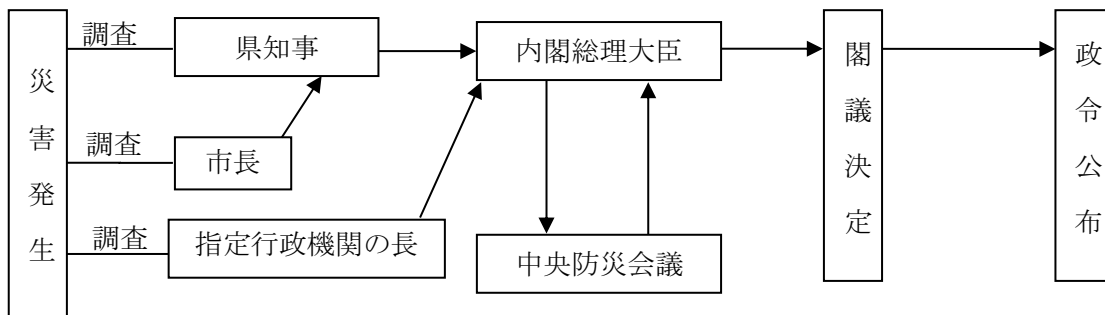 災害発生
調査
県知事
調査
市長
調査
指定行政機関の長
内閣総理大臣
中央防災会議
閣議決定
政令公布